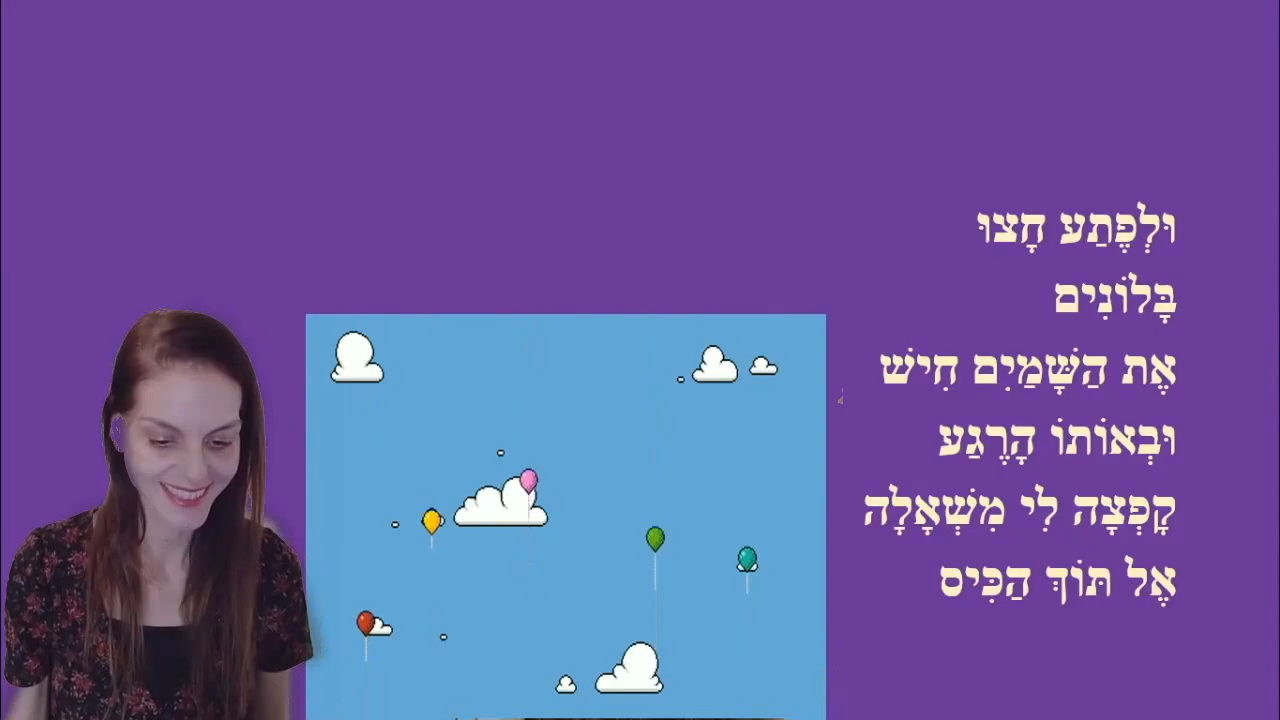 וּלְפֶתַע חָצוּ
בָּלוֹנִים
אֶת הַשָּׁמַיִם חִישׁ
וּבְאוֹתוֹ הָרֶגַע
קָפְצָה לִי מִשְׁאָלָה
אֶל תּוֹךְ הַכִּיס